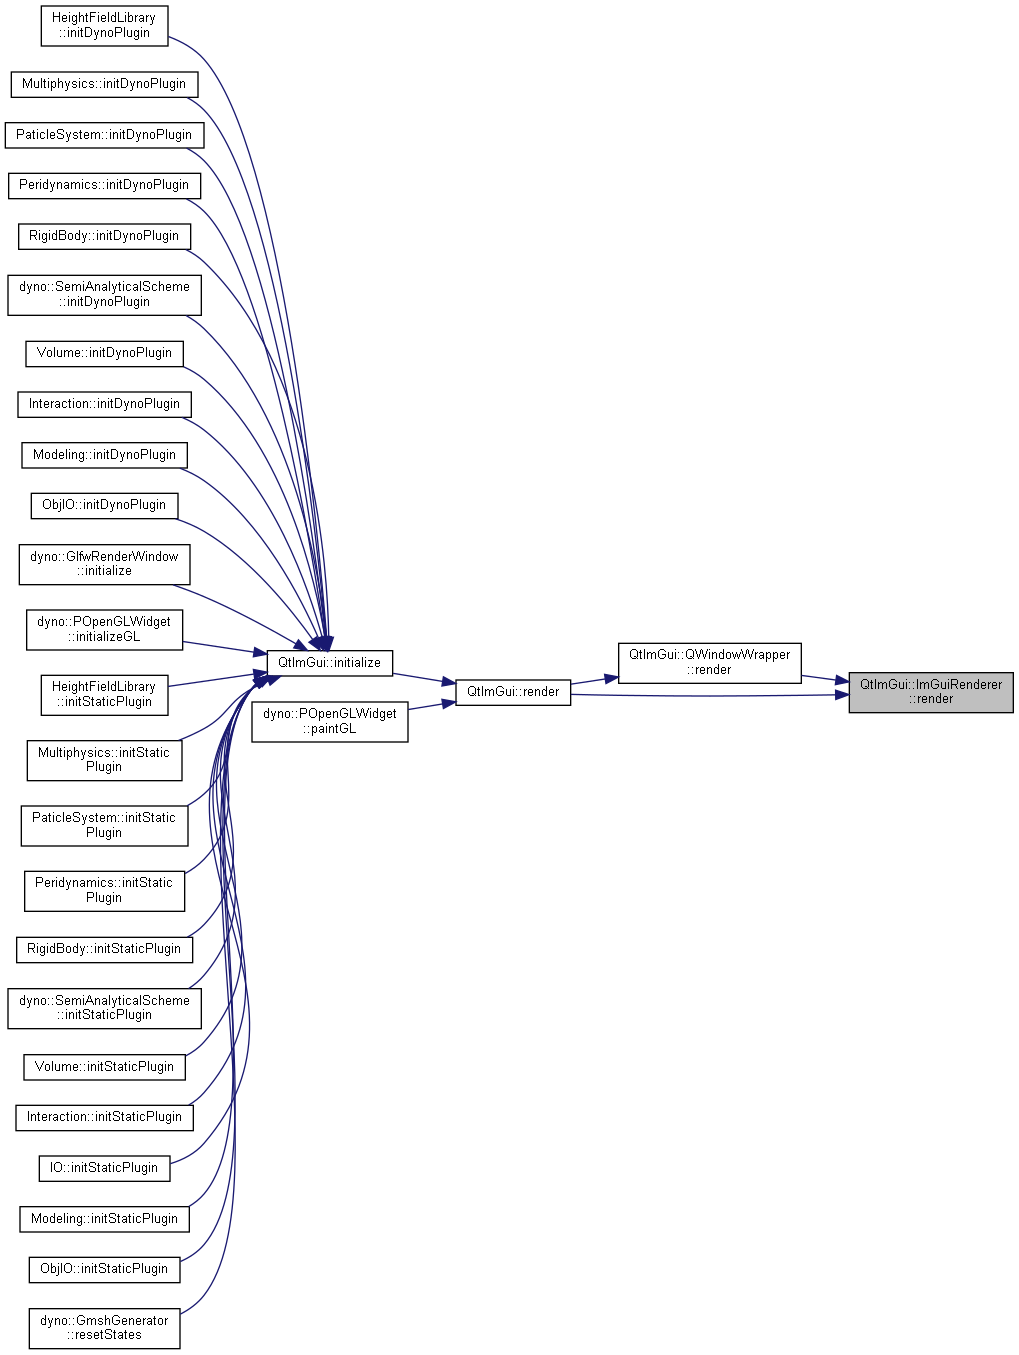 HeightFieldLibrary
::initDynoPlugin
Multiphysics::initDynoPlugin
PaticleSystem::initDynoPlugin
Peridynamics::initDynoPlugin
RigidBody::initDynoPlugin
dyno::SemiAnalyticalScheme
::initDynoPlugin
Volume::initDynoPlugin
Interaction::initDynoPlugin
Modeling::initDynoPlugin
ObjIO::initDynoPlugin
dyno::GlfwRenderWindow
::initialize
dyno::POpenGLWidget
::initializeGL
HeightFieldLibrary
::initStaticPlugin
Multiphysics::initStatic
Plugin
PaticleSystem::initStatic
Plugin
Peridynamics::initStatic
Plugin
RigidBody::initStaticPlugin
dyno::SemiAnalyticalScheme
::initStaticPlugin
Volume::initStaticPlugin
Interaction::initStaticPlugin
IO::initStaticPlugin
Modeling::initStaticPlugin
ObjIO::initStaticPlugin
dyno::GmshGenerator
::resetStates
QtImGui::initialize
dyno::POpenGLWidget
::paintGL
QtImGui::render
QtImGui::QWindowWrapper
::render
QtImGui::ImGuiRenderer
::render